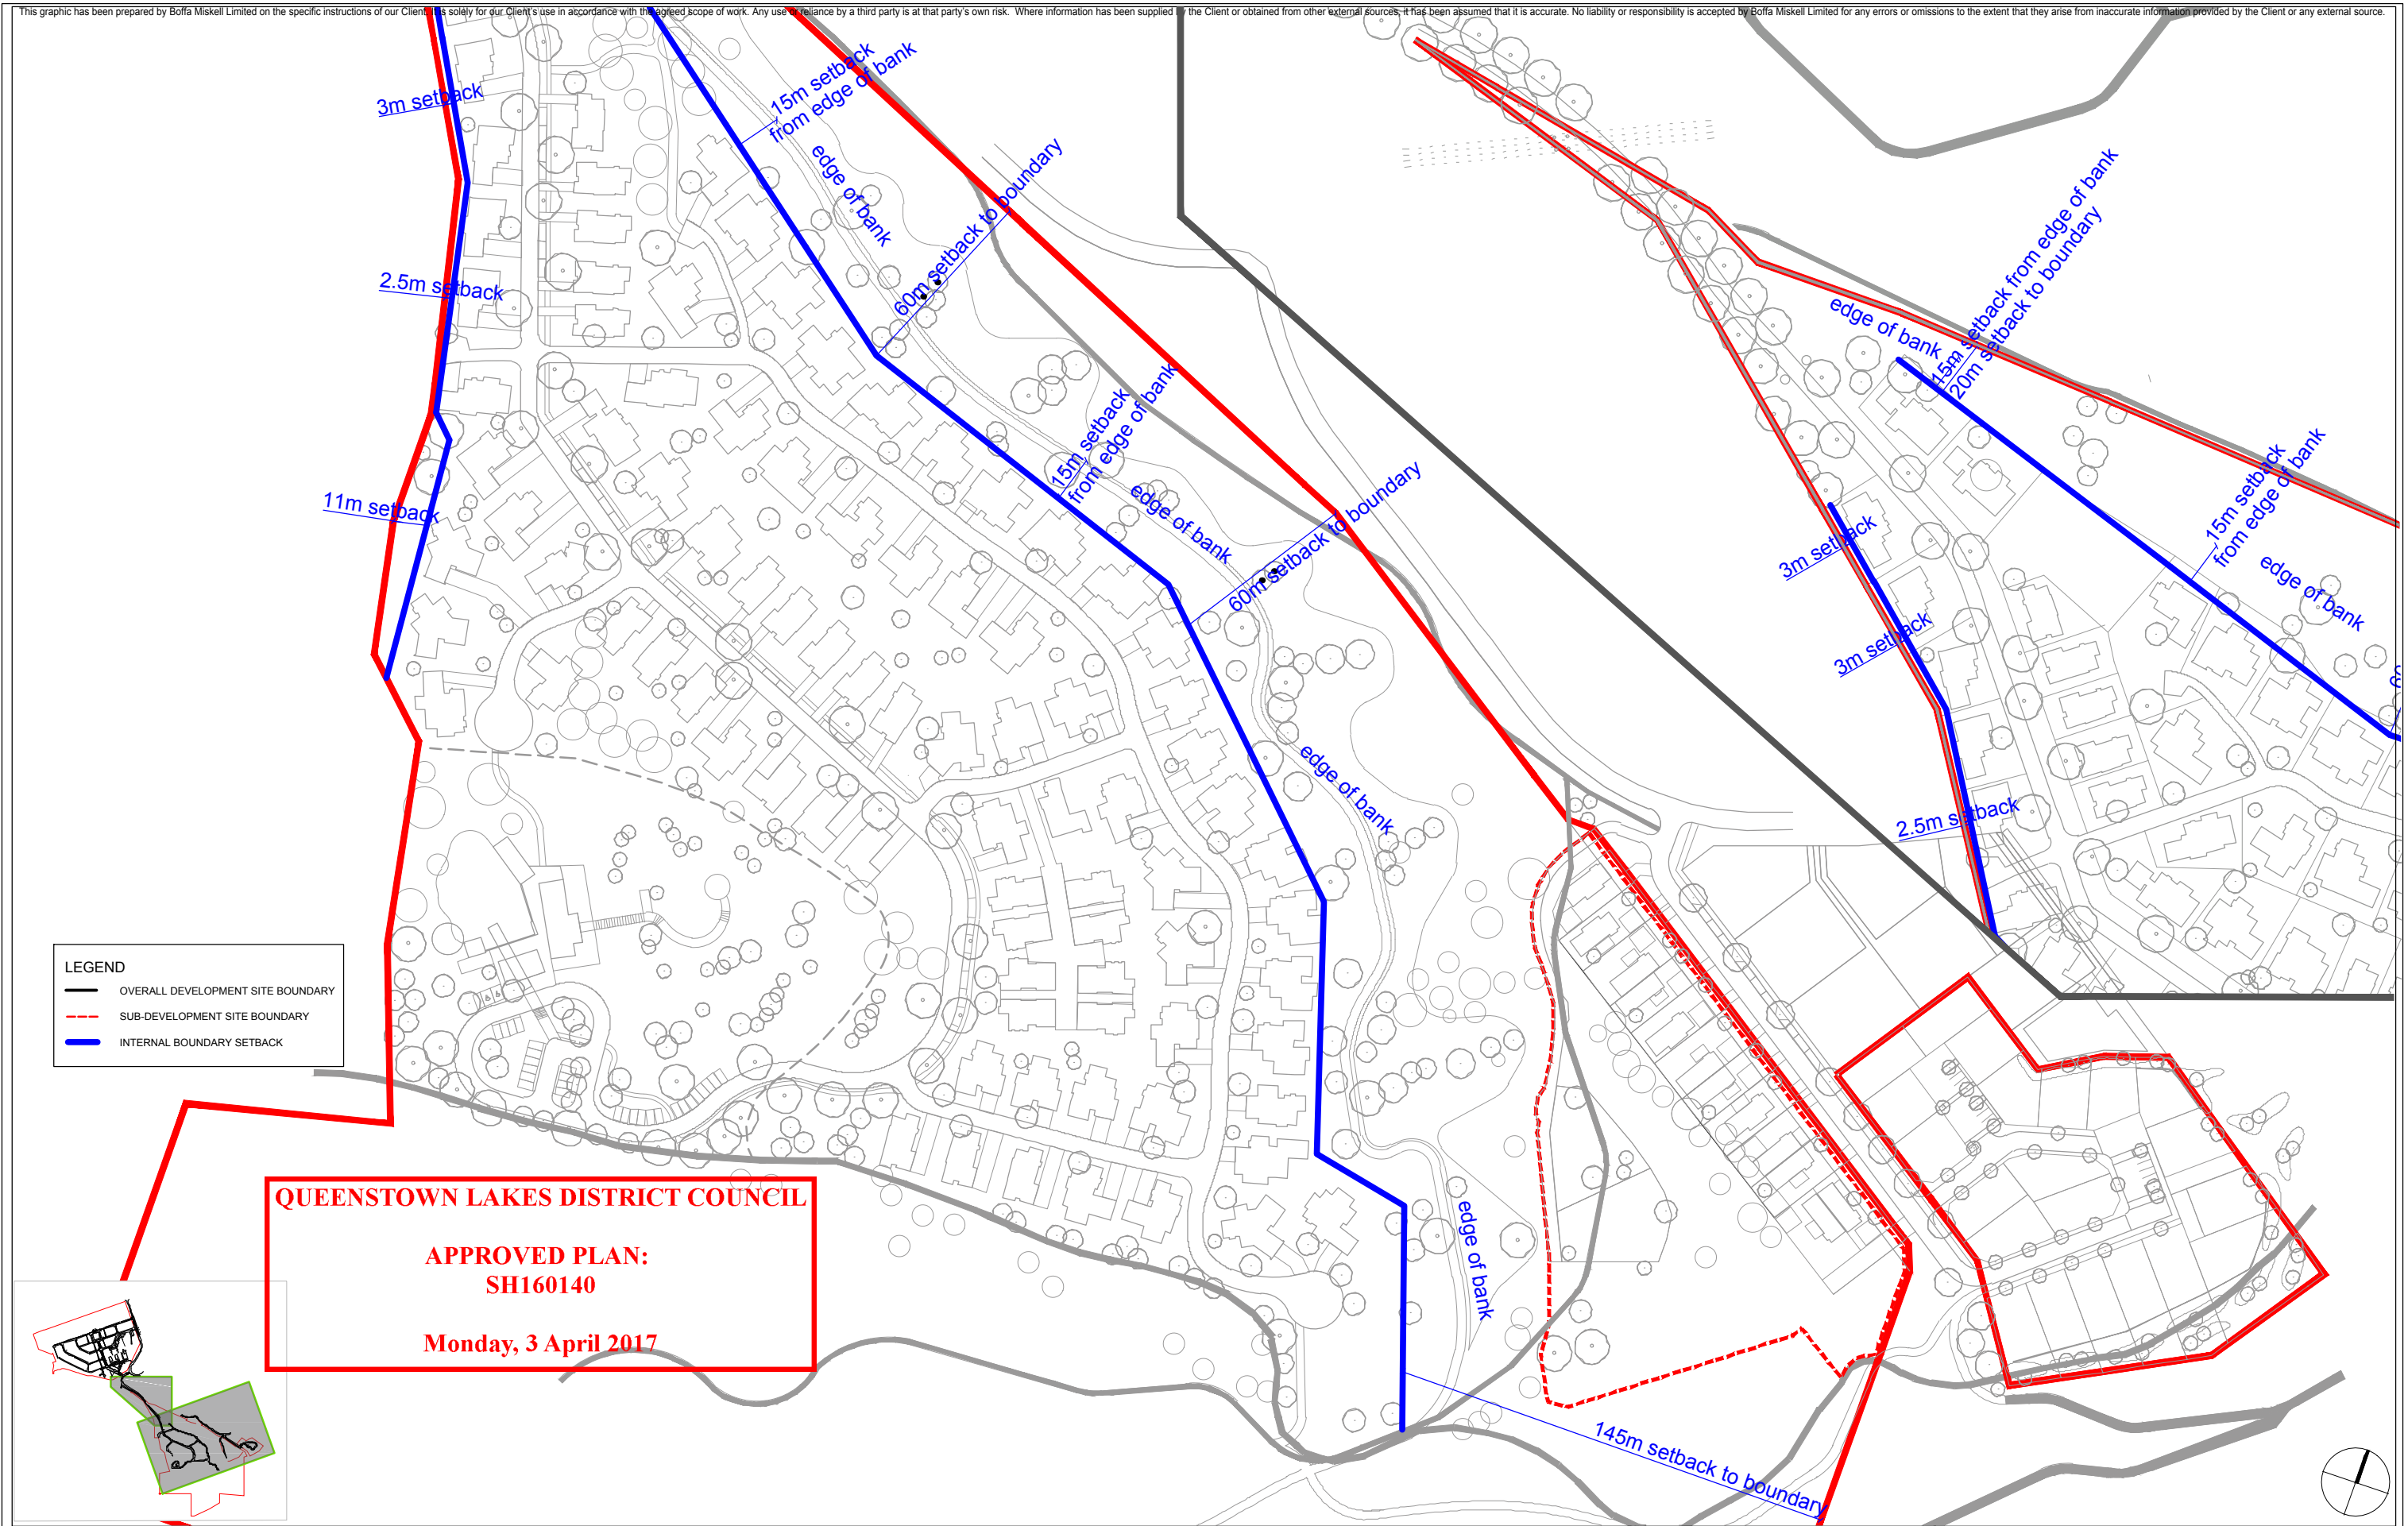 This graphic has been prepared by Boffa Miskell Limited on the specific instructions of our Client. is solely for our Client's use in accordance with the agreed scope of work. Any use or reliance by a third party is at that party's own risk. Where information has been supplied by the Client or obtained from other external sources, it has been assumed that it is accurate. No liability or responsibility is accepted by Boffa Miskell Limited for any errors or omissions to the extent that they arise from inaccurate information provided by the Client or any external source.
3m setback
15m setback
from edge of bank
edge of bank
60m setback to boundary
2.5m setback
15m setback from edge of bank
20m setback to boundary
edge of bank
15m setback
from edge of bank
edge of bank
11m setback
60m setback to boundary
15m setback
from edge of bank
edge of bank
3m setback
3m setback
edge of bank
2.5m setback
LEGEND
OVERALL DEVELOPMENT SITE BOUNDARY
SUB-DEVELOPMENT SITE BOUNDARY
INTERNAL BOUNDARY SETBACK
QUEENSTOWN LAKES DISTRICT COUNCIL
APPROVED PLAN:
SH160140
Monday, 3 April 2017
edge of bank
145m setback to boundary